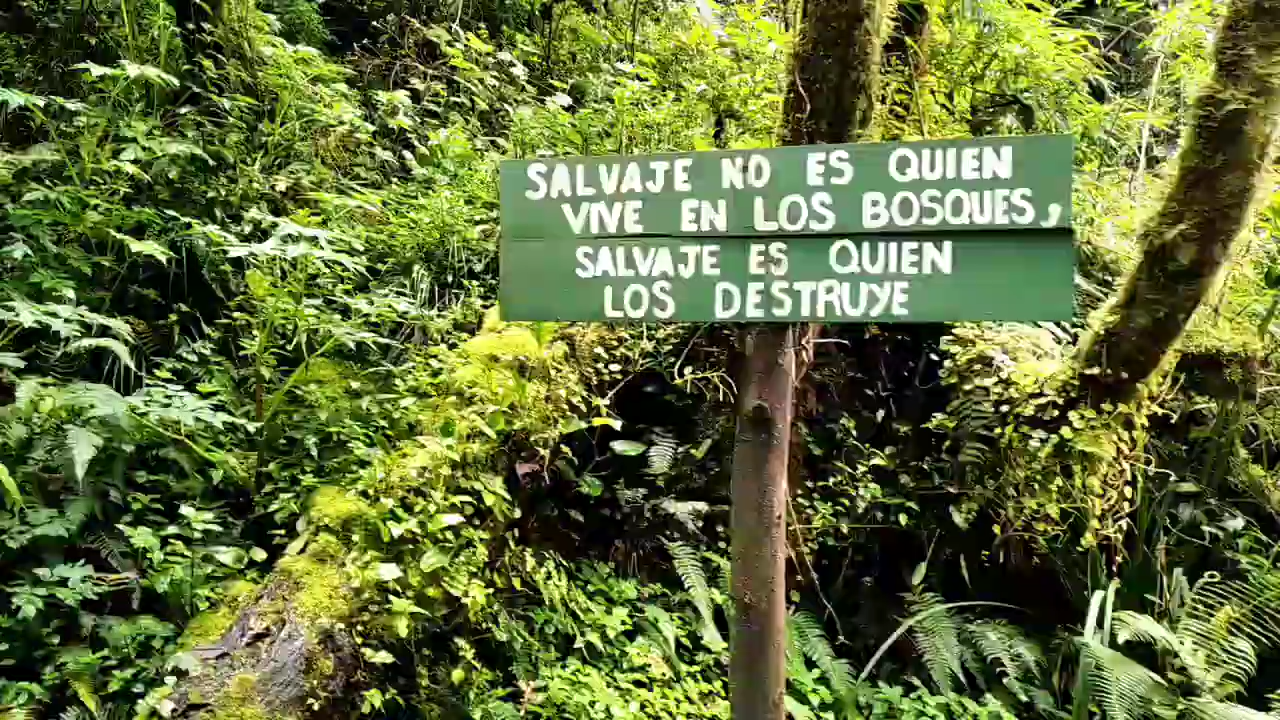 SALVAJE NO ES QUIEN
VIVE EN LOS BOSQUES,
SALVAJE ES QUIEN
LOS DESTRUYE